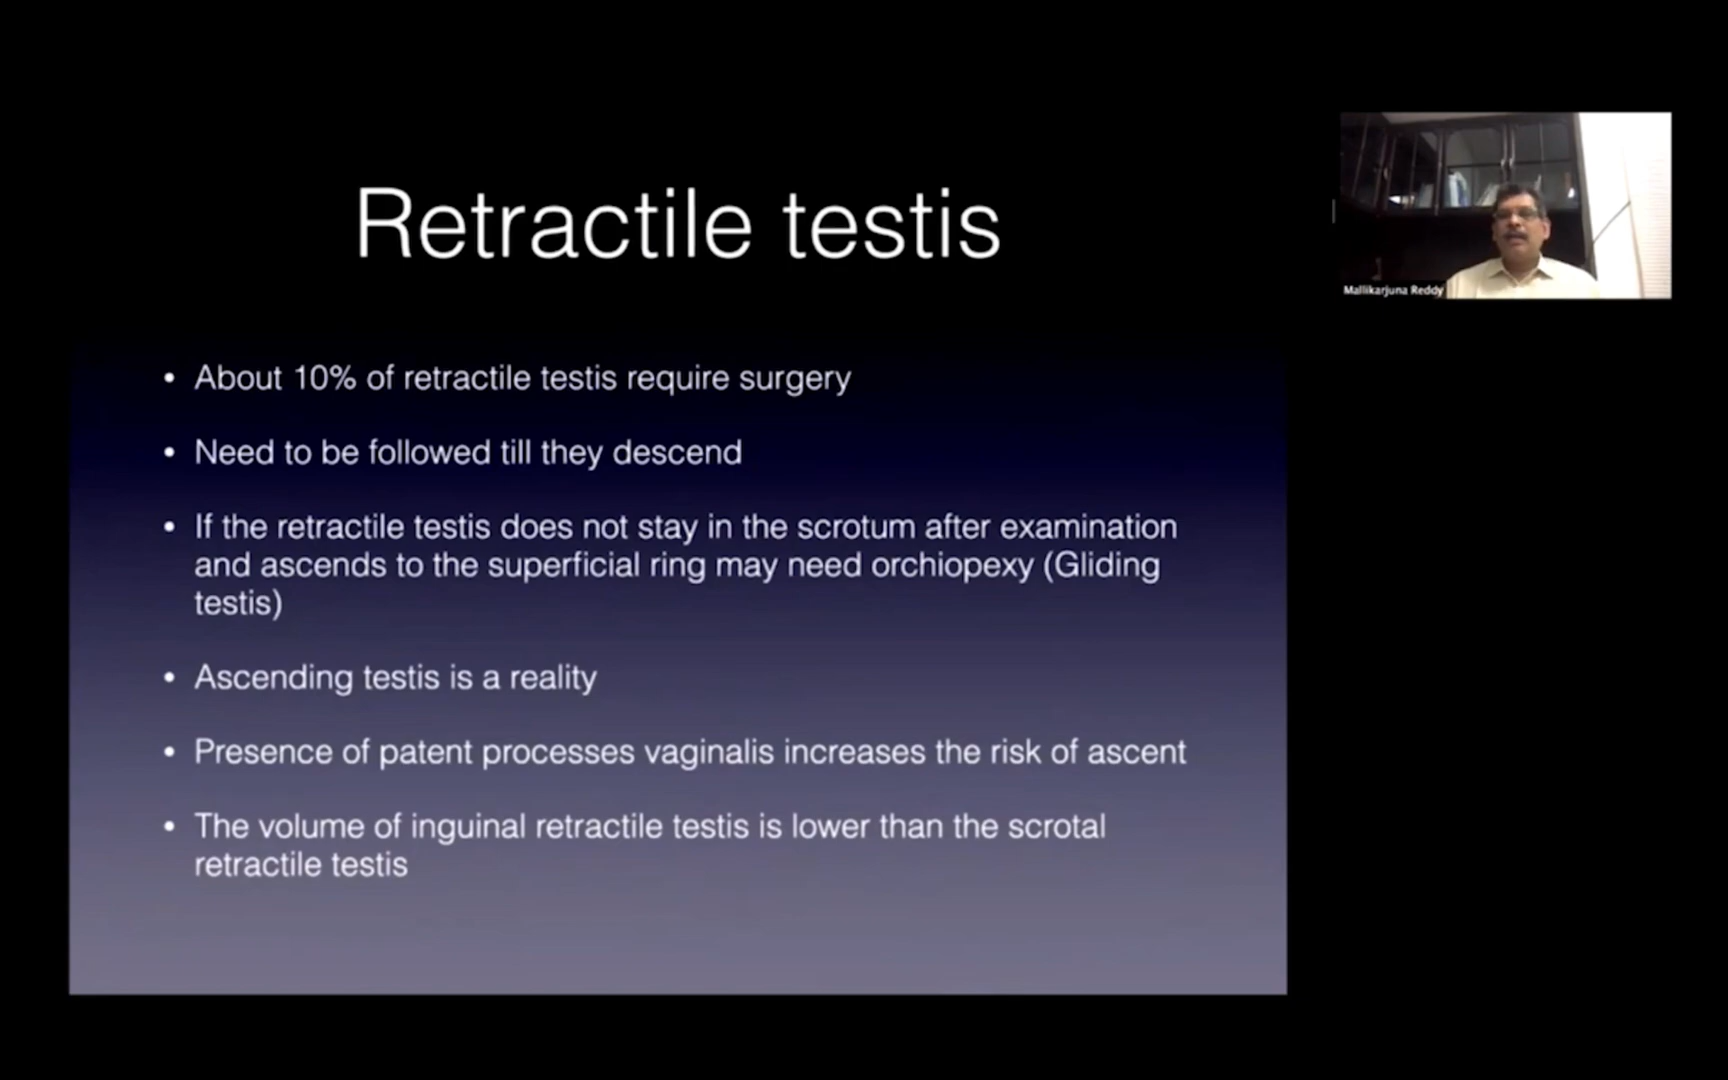 Retractile testis
Mallikarjuna Reddy
• About 10% of retractile testis require surgery
• Need to be followed till they descend
• If the retractile testis does not stay in the scrotum after examination
and ascends to the superficial ring may need orchiopexy (Gliding
testis)
• Ascending testis is a reality
• Presence of patent processes vaginalis increases the risk of ascent
• The volume of inguinal retractile testis is lower than the scrotal
retractile testis